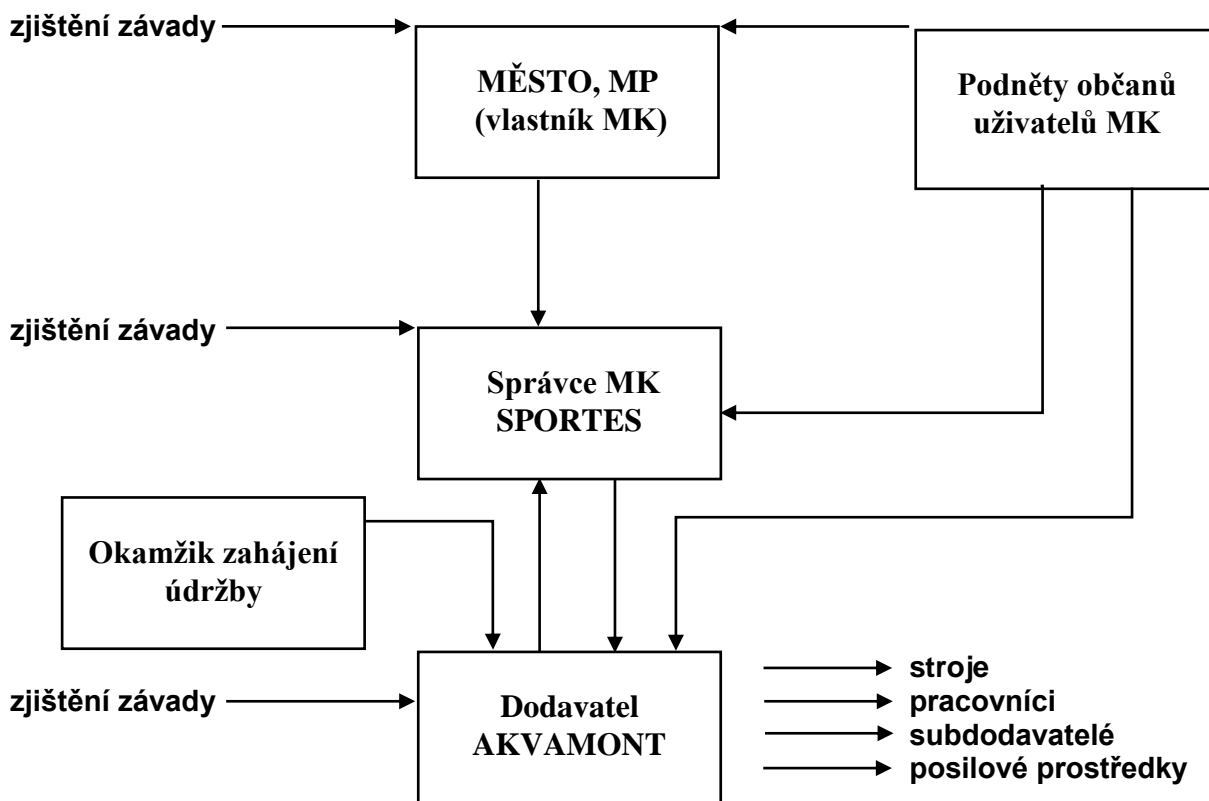 zjištění závady
MĚSTO, MP
(vlastník MK)
Podněty občanů
uživatelů MK
zjištění závady
Správce MK
SPORTES
Okamžik zahájení
údržby
zjištění závady
Dodavatel
AKVAMONT
stroje
pracovníci
subdodavatelé
posilové prostředky